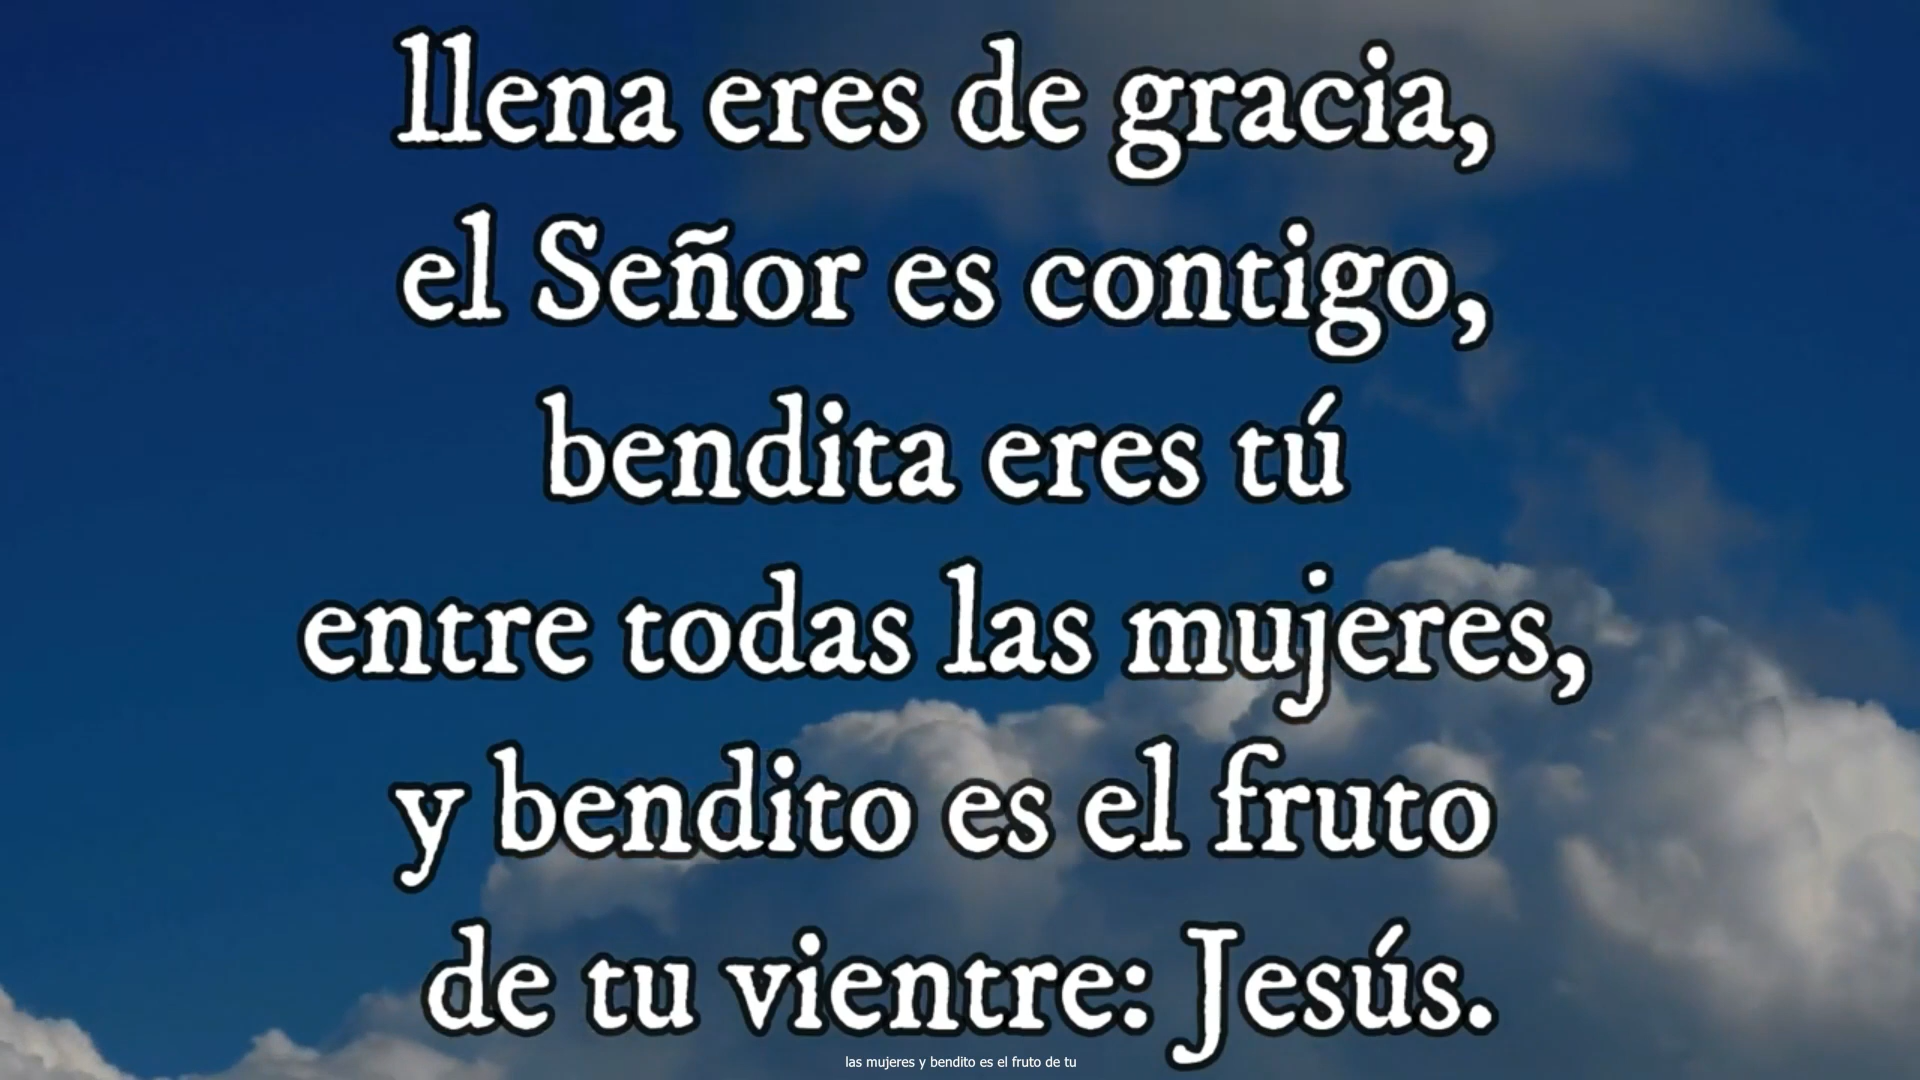 llena eres de gracia,
el Señor es contigo,
bendita eres tú
entre todas las mujeres,
y bendito es el fruto
de tu vientre: Jesús.
las mujeres y bendito es el fruto de tu